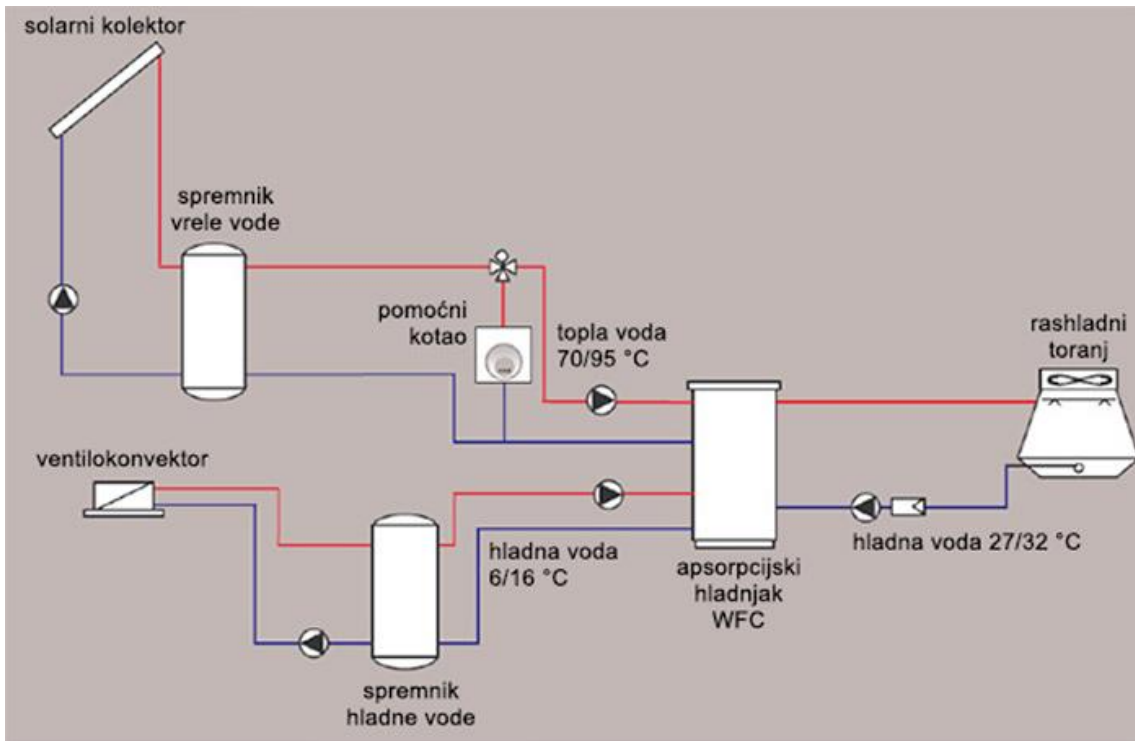 solarni kolektor
spremnik
vrele vode
pomoćni
kotao
topla voda
70/95 °C
rashladni
toranj
ventilokonvektor
hladna voda
6/16 °C
apsorpcijski
hladnjak
WFC
hladna voda 27/32 °C
spremnik
hladne vode